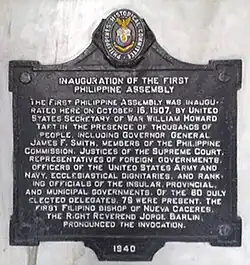 PHILIPPINES HISTORICAL COMMITTEE
INAUGURATION OF THE FIRST
PHILIPPINE ASSEMBLY
THE FIRST PHILIPPINE ASSEMBLY WAS INAUGU-
RATED HERE ON OCTOBER 16, 1907, BY UNITED
STATES SECRETARY OF WAR WILLIAM HOWARD
TAFT IN THE PRESENCE OF THOUSANDS OF
PEOPLE, INCLUDING GOVERNOR GENERAL
JAMES F. SMITH, MEMBERS OF THE PHILIPPINE
COMMISSION, JUSTICES OF THE SUPREME COURT,
REPRESENTATIVES OF FOREIGN GOVERNMENTS,
OFFICERS OF THE UNITED STATES ARMY AND
NAVY, ECCLESIASTICAL DIGNITARIES, AND RANK-
ING OFFICIALS OF THE INSULAR, PROVINCIAL,
AND MUNICIPAL GOVERNMENTS. OF THE 80 DULY
ELECTED DELEGATES, 79 WERE PRESENT. THE
FIRST FILIPINO BISHOP OF NUEVA CACERES,
THE RIGHT REVEREND JORGE BARLIN,
PRONOUNCED THE INVOCATION.
1940